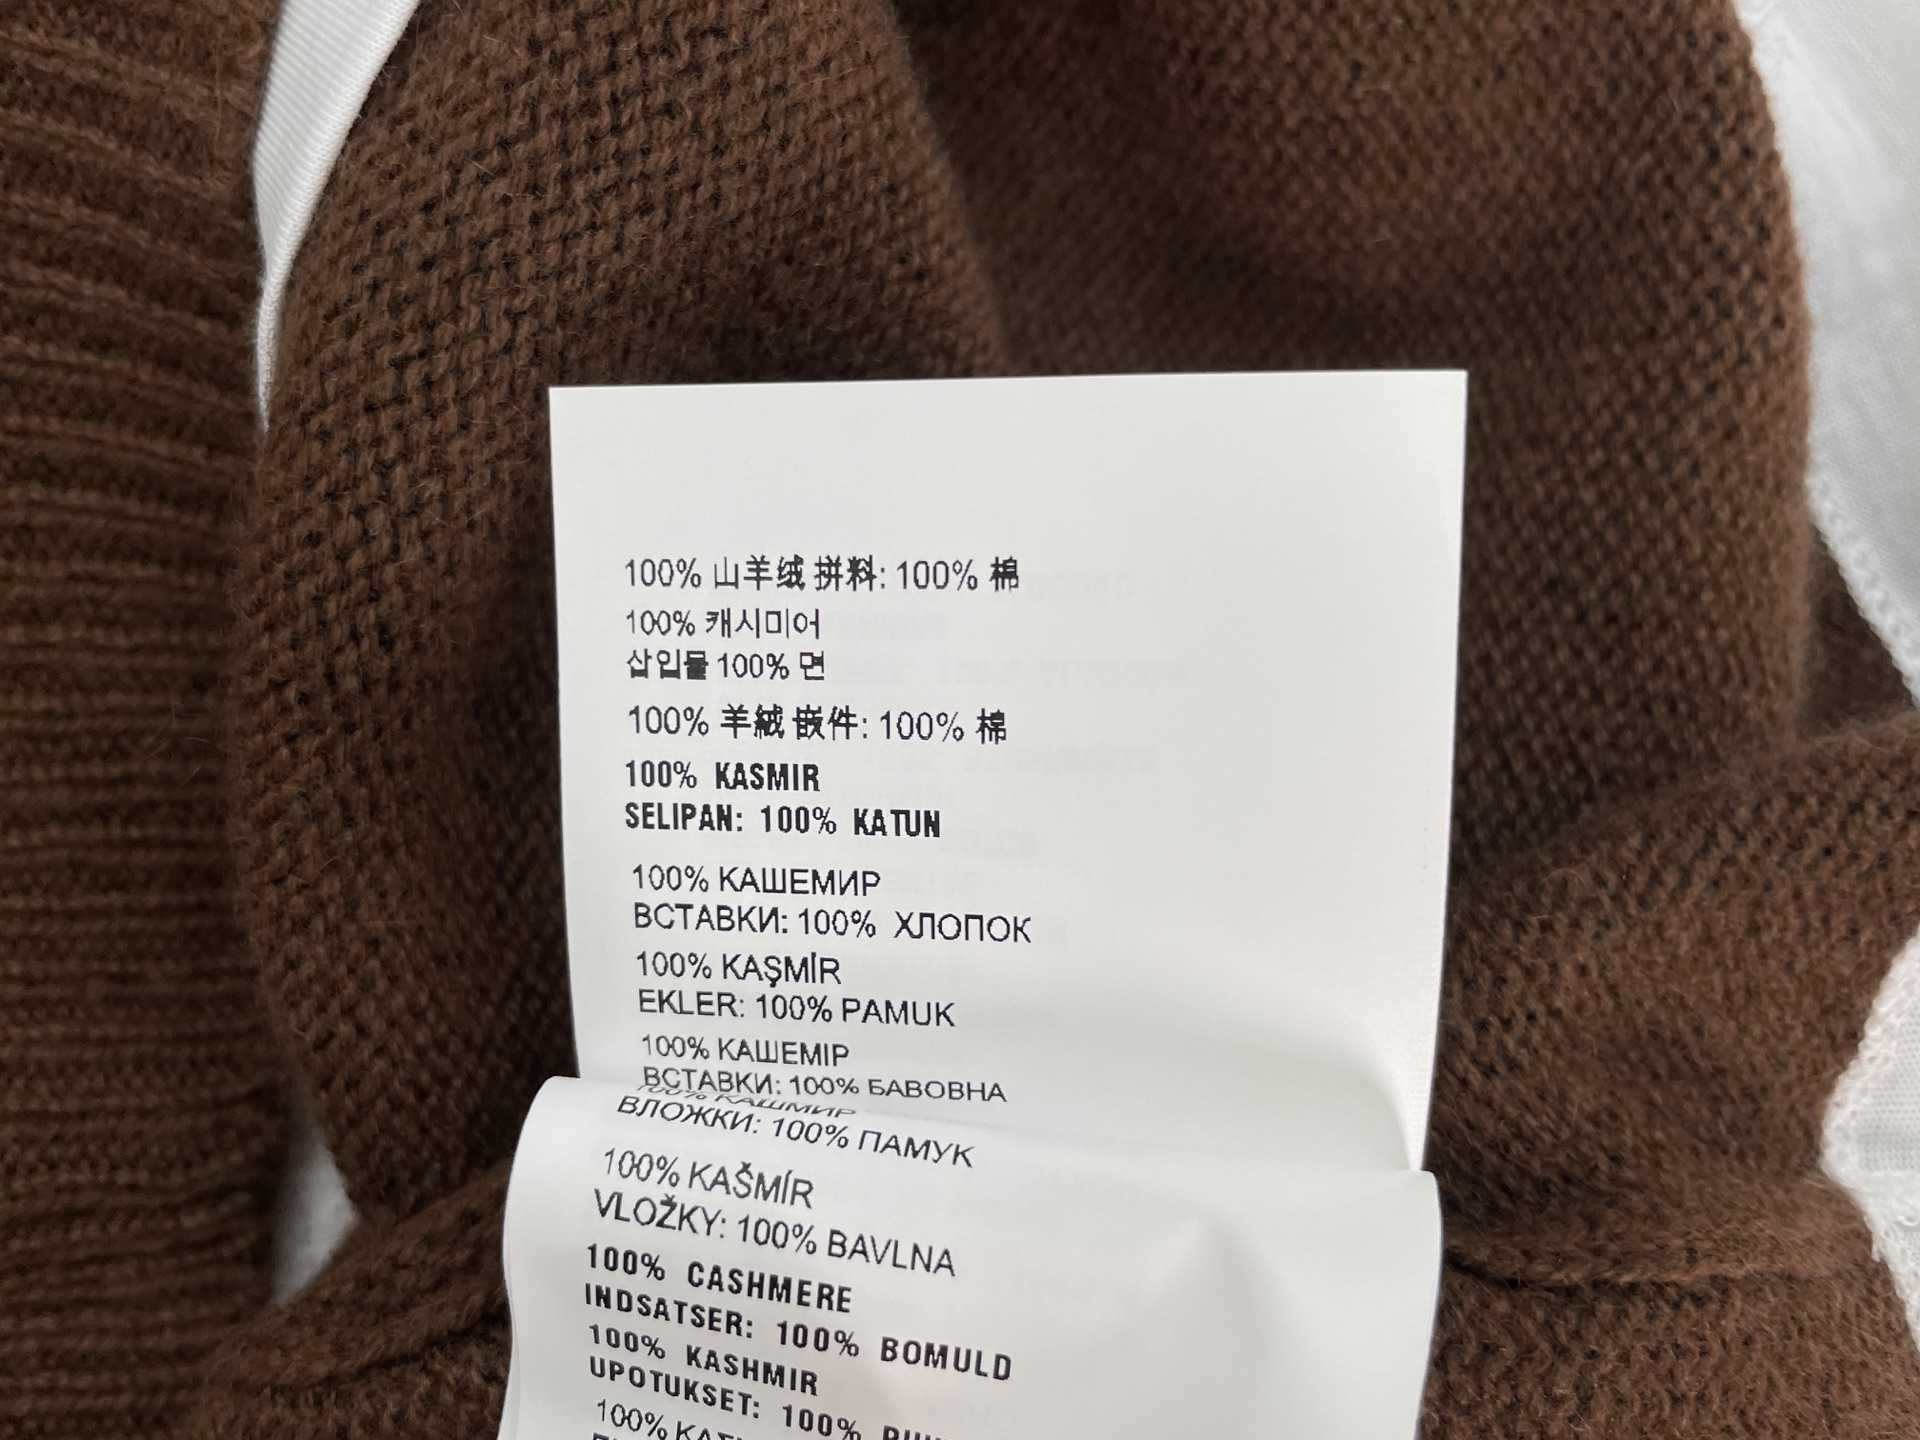 100% 山羊绒 拼料: 100% 棉
100% 캐시미어
삽입물 100% 면
100% 羊絨 嵌件: 100% 棉
100% KASMIR
SELIPAN: 100% KATUN
100% КАШЕМИР
ВСТАВКИ: 100% ХЛОПОК
100% KAŞMİR
EKLER: 100% PAMUK
100% КАШЕМІР
ВСТАВКИ: 100% БАВОВНА
100% КАШМИР
ВЛОЖКИ: 100% ПАМУК
100% KAŠMÍR
VLOŽKY: 100% BAVLNA
100% CASHMERE
INDSATSER: 100% BOMULD
100% KASHMIR
UPOTUKSET: 100%
100%